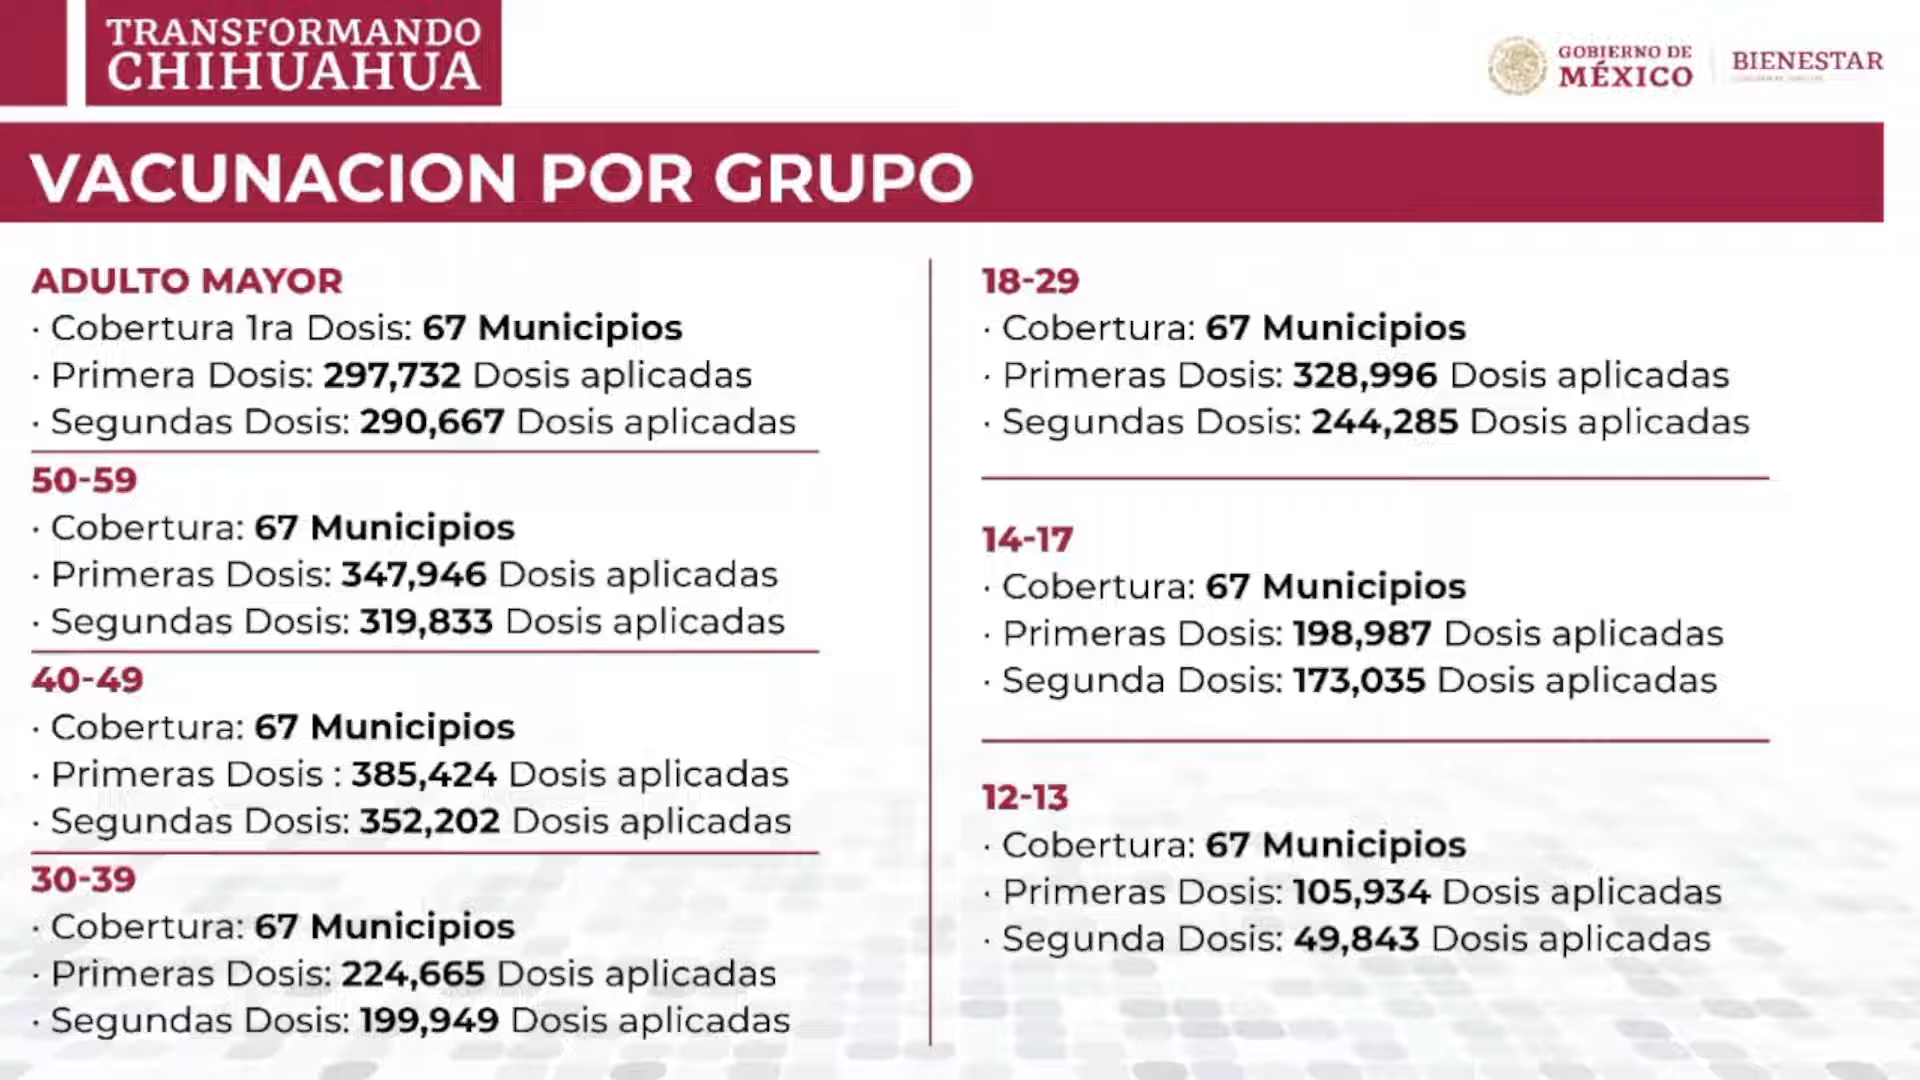 TRANSFORMANDO
CHIHUAHUA
GOBIERNO DE
MÉXICO
BIENESTAR
VACUNACION POR GRUPO
ADULTO MAYOR
· Cobertura 1ra Dosis: 67 Municipios
· Primera Dosis: 297,732 Dosis aplicadas
· Segundas Dosis: 290,667 Dosis aplicadas
50-59
· Cobertura: 67 Municipios
· Primeras Dosis: 347,946 Dosis aplicadas
· Segundas Dosis: 319,833 Dosis aplicadas
40-49
· Cobertura: 67 Municipios
· Primeras Dosis : 385,424 Dosis aplicadas
· Segundas Dosis: 352,202 Dosis aplicadas
30-39
· Cobertura: 67 Municipios
· Primeras Dosis: 224,665 Dosis aplicadas
· Segundas Dosis: 199,949 Dosis aplicadas
18-29
· Cobertura: 67 Municipios
· Primeras Dosis: 328,996 Dosis aplicadas
· Segundas Dosis: 244,285 Dosis aplicadas
14-17
· Cobertura: 67 Municipios
· Primeras Dosis: 198,987 Dosis aplicadas
· Segunda Dosis: 173,035 Dosis aplicadas
12-13
· Cobertura: 67 Municipios
· Primeras Dosis: 105,934 Dosis aplicadas
· Segunda Dosis: 49,843 Dosis aplicadas